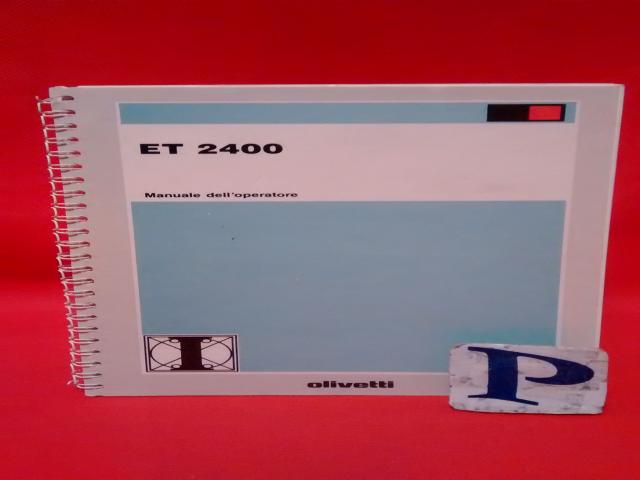 ET 2400
Manuale dell'operatore
I
olivetti
P